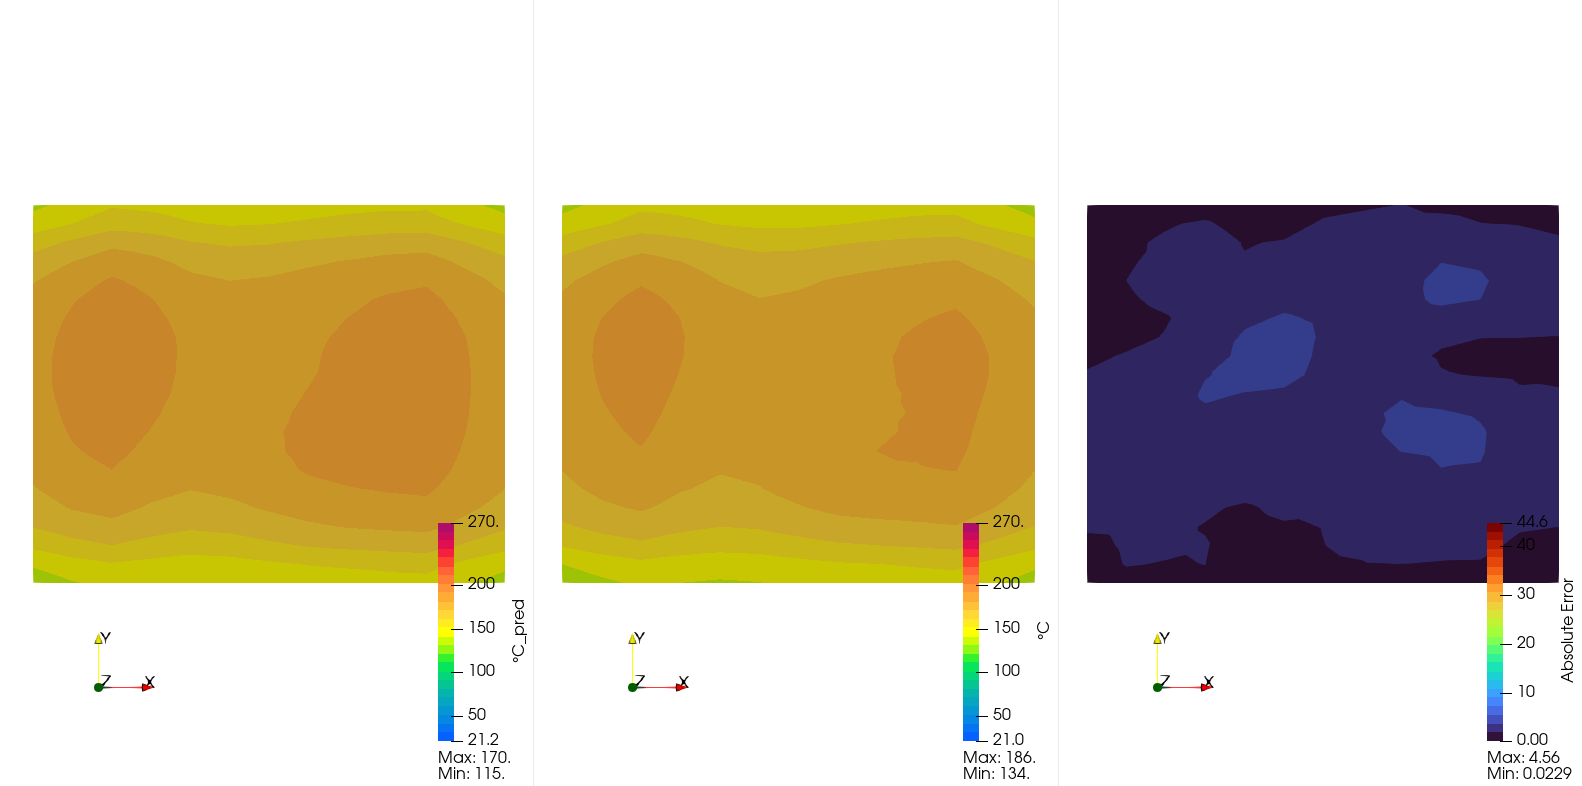 270.
200
150
100
50
21.2
°C_pred
Max: 170.
Min: 115.
Y
Z
X
270.
200
150
100
50
21.0
°C
Max: 186.
Min: 134.
Y
Z
X
44.6
40
30
20
10
0.00
Absolute Error
Max: 4.56
Min: 0.0229
Y
Z
X